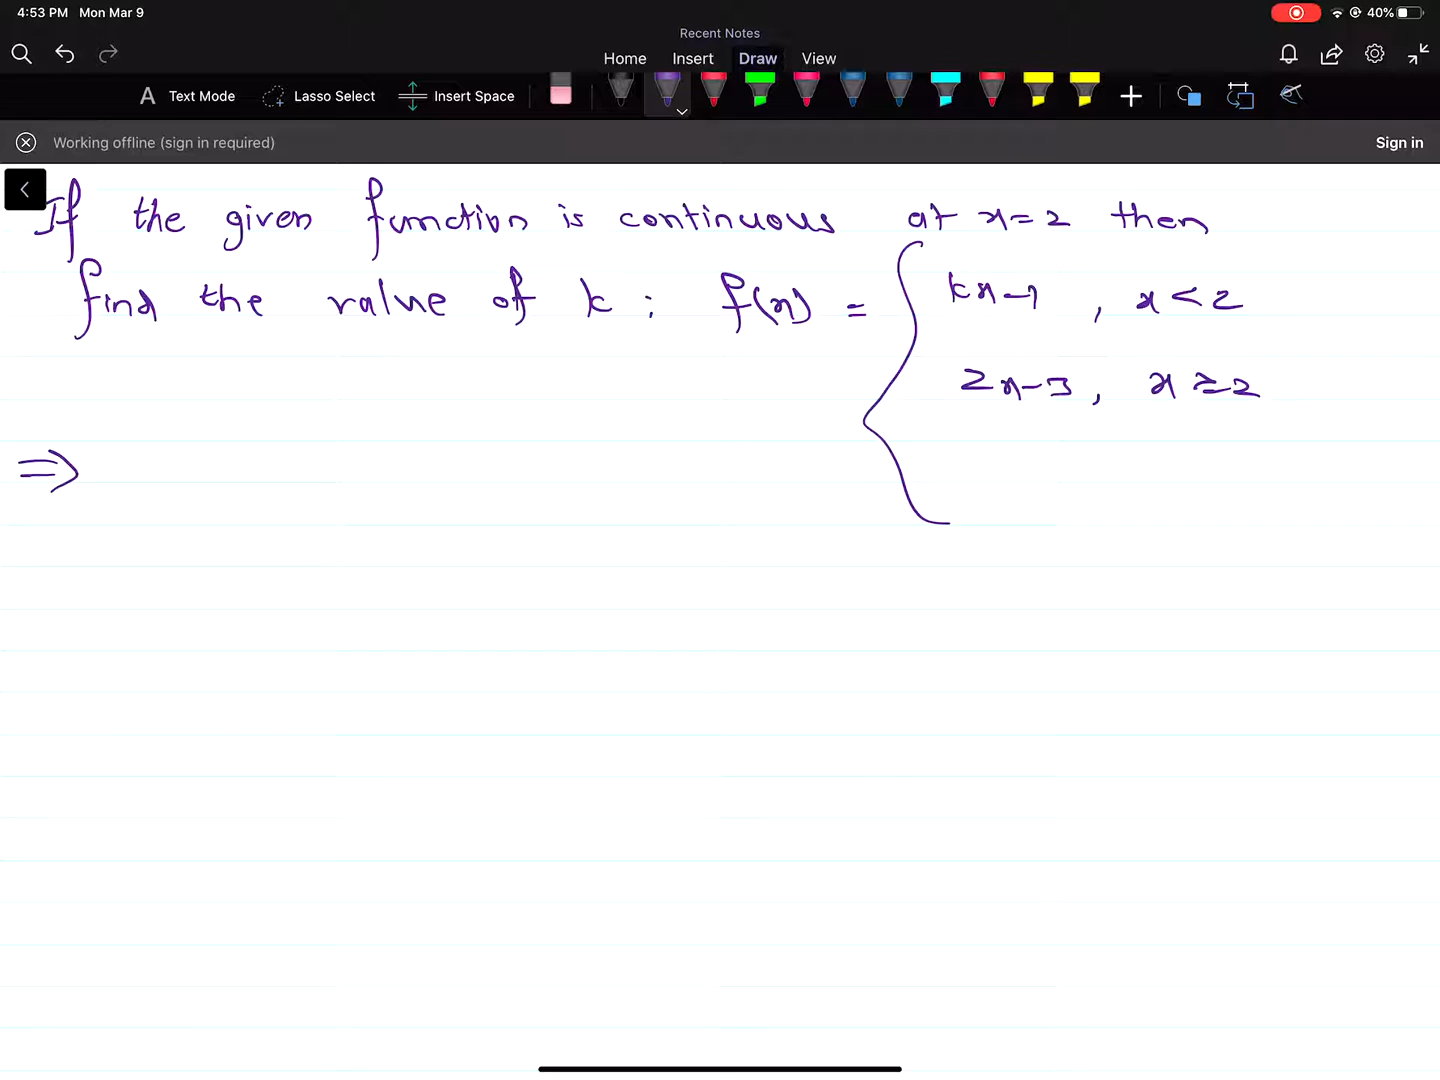 4:53 PM Mon Mar 9
40%
Recent Notes
Home Insert Draw View
A Text Mode Lasso Select Insert Space
Working offline (sign in required) Sign in
If the given function is continuous at x=2 then
find the value of k : f(x) = { kx-1 , x<2
2x-3 , x≥2
⇒